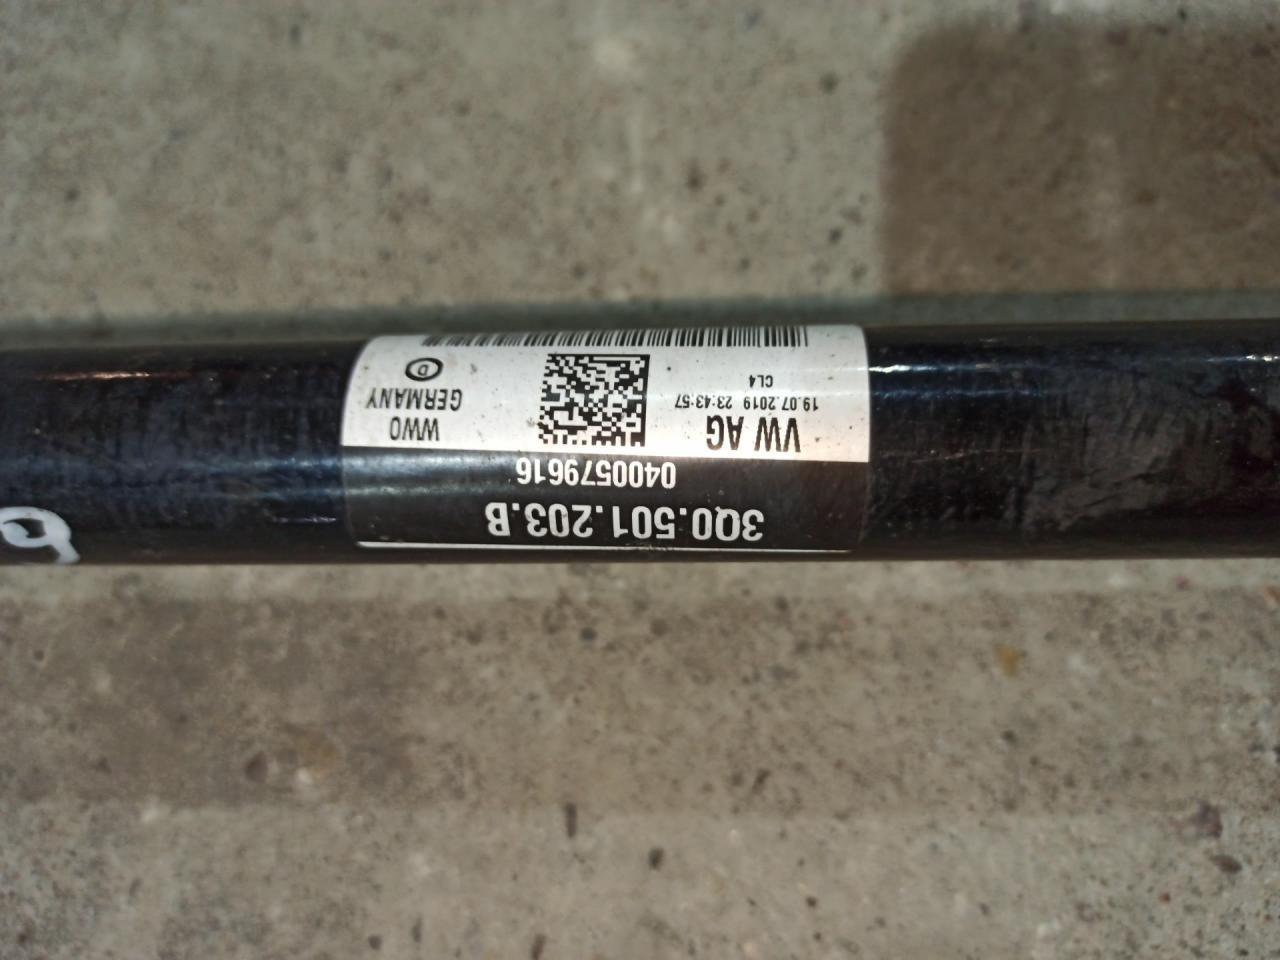 3Q0.501.203.B
0400579616
VW AG
WWO
19.07.2019 23:43:57
GERMANY
CL4
D